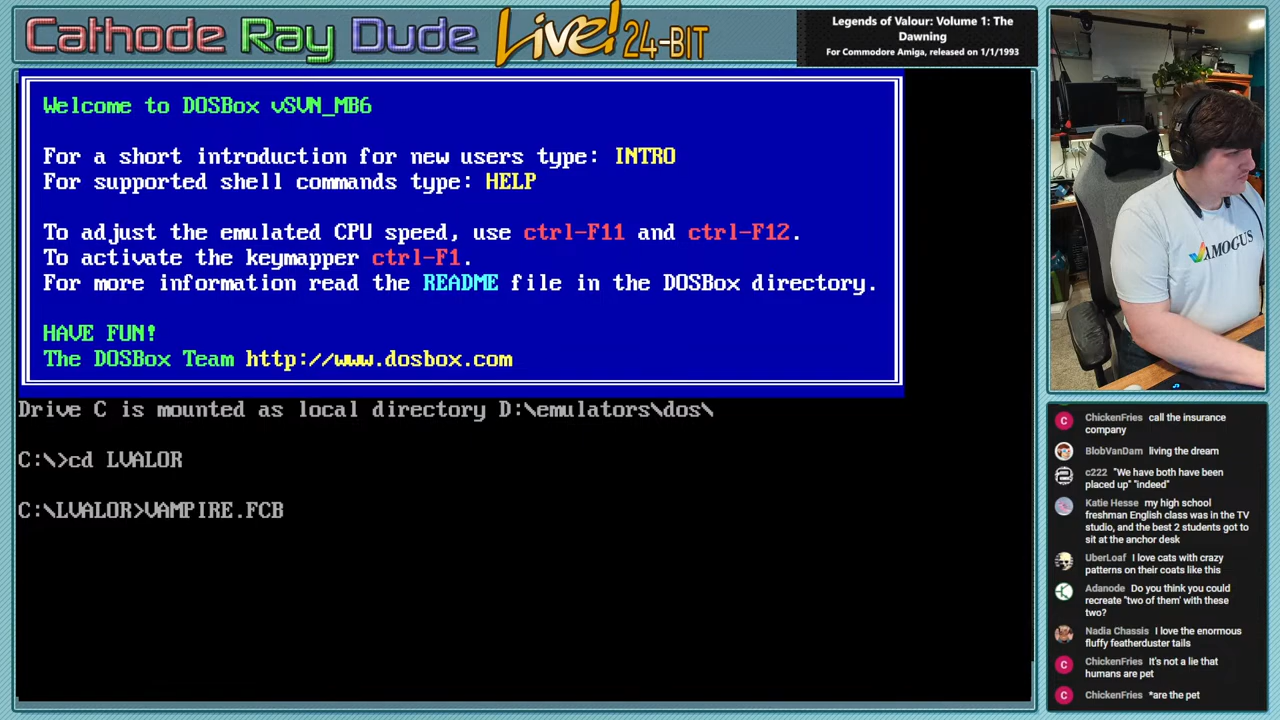 Cathode Ray Dude Live! 24-BIT
Legends of Valour: Volume 1: The
Dawning
For Commodore Amiga, released on 1/1/1993
Welcome to DOSBox vSVN_MB6
For a short introduction for new users type: INTRO
For supported shell commands type: HELP
To adjust the emulated CPU speed, use ctrl-F11 and ctrl-F12.
To activate the keymapper ctrl-F1.
For more information read the README file in the DOSBox directory.
HAVE FUN!
The DOSBox Team http://www.dosbox.com
Drive C is mounted as local directory D:\emulators\dos\
C:\>cd LVALOR
C:\LVALOR>VAMPIRE.FCB
AMOGUS
ChickenFries call the insurance
company
BlobVanDam living the dream
c222 "We have both have been
placed up" "indeed"
Katie Hesse my high school
freshman English class was in the TV
studio, and the best 2 students got to
sit at the anchor desk
UberLoaf I love cats with crazy
patterns on their coats like this
Adanode Do you think you could
recreate "two of them' with these
two?
Nadia Chassis I love the enormous
fluffy featherduster tails
ChickenFries It's not a lie that
humans are pet
ChickenFries *are the pet